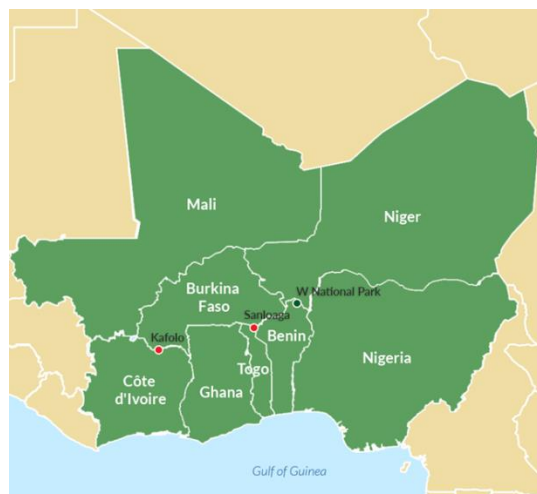 Mali
Niger
Burkina
Faso
W National Park
Sanloaga
Benin
Kafolo
Togo
Nigeria
Côte
d'Ivoire
Ghana
Gulf of Guinea